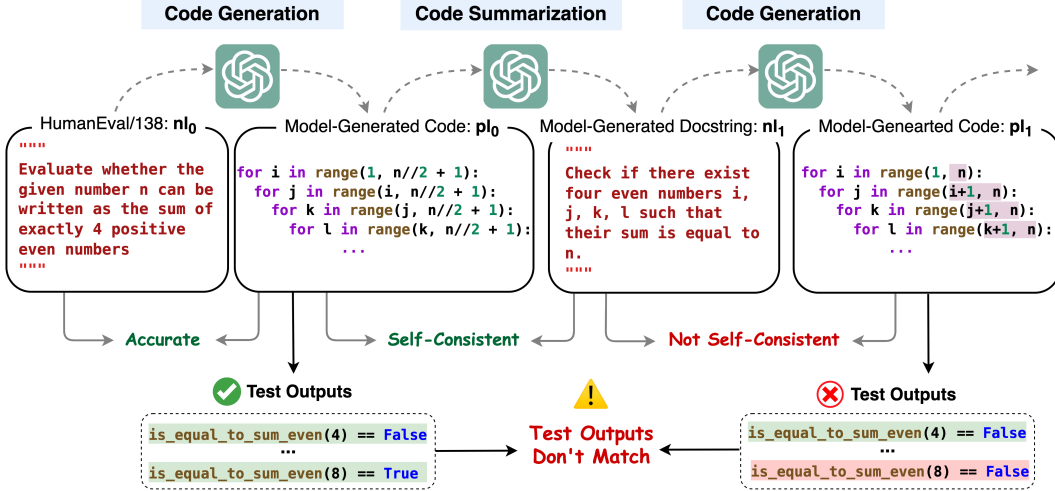 Code Generation
Code Summarization
Code Generation
HumanEval/138: nl0
"""
Evaluate whether the
given number n can be
written as the sum of
exactly 4 positive
even numbers
"""
Model-Generated Code: pl0
for i in range(1, n//2 + 1):
for j in range(i, n//2 + 1):
for k in range(j, n//2 + 1):
for l in range(k, n//2 + 1):
...
Model-Generated Docstring: nl1
"""
Check if there exist
four even numbers i,
j, k, l such that
their sum is equal to
n.
"""
Model-Genearted Code: pl1
for i in range(1, n):
for j in range(i+1, n):
for k in range(j+1, n):
for l in range(k+1, n):
...
Accurate
Self-Consistent
Not Self-Consistent
Test Outputs
is_equal_to_sum_even(4) == False
...
is_equal_to_sum_even(8) == True
Test Outputs
Don't Match
Test Outputs
is_equal_to_sum_even(4) == False
...
is_equal_to_sum_even(8) == False